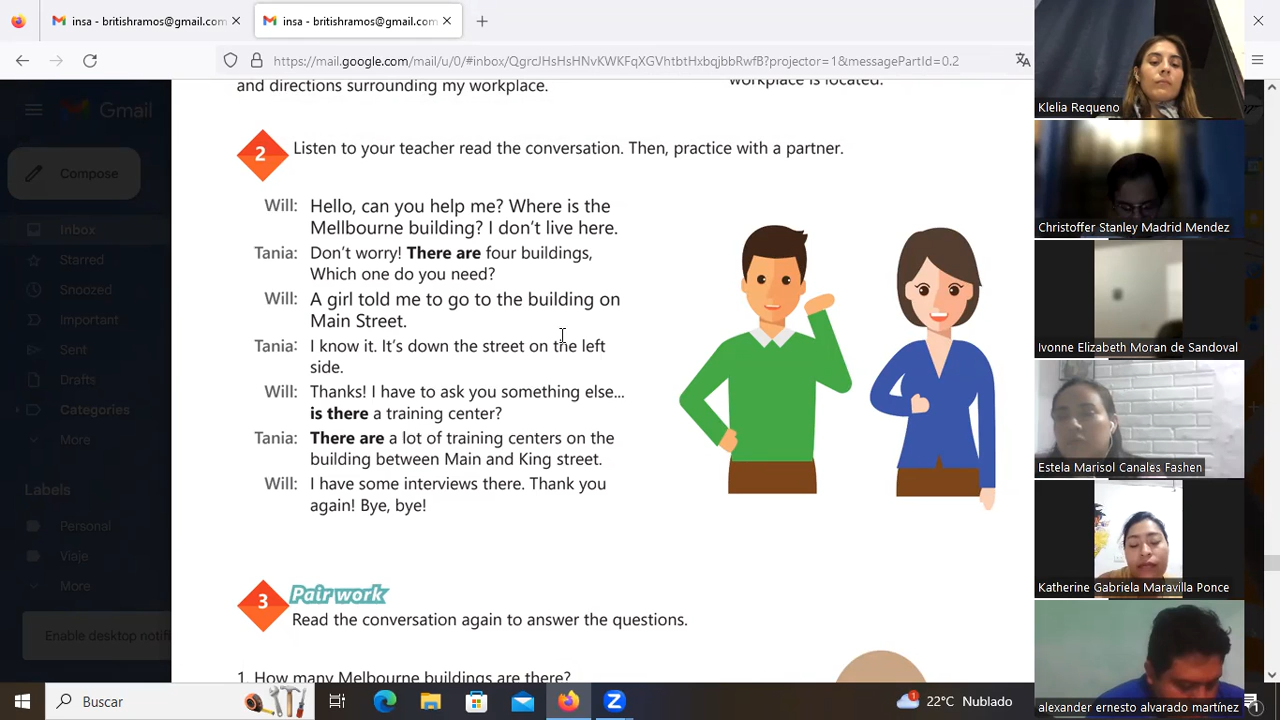 insa - britishramos@gmail.com
insa - britishramos@gmail.com
https://mail.google.com/mail/u/0/#inbox/QgrcJHsHsHNvKWKFqXGVhtbtHxbqjbbRwfB?projector=1&messagePartId=0.2
Gmail
Compose
Inbox
Starred
Snoozed
Important
Sent
Drafts
Categories
More
Labels
Personal
Viaje
More
Enable desktop notifi
and directions surrounding my workplace.
workplace is located.
2
Listen to your teacher read the conversation. Then, practice with a partner.
Will: Hello, can you help me? Where is the
Mellbourne building? I don't live here.
Tania: Don't worry! There are four buildings,
Which one do you need?
Will: A girl told me to go to the building on
Main Street.
Tania: I know it. It's down the street on the left
side.
Will: Thanks! I have to ask you something else...
is there a training center?
Tania: There are a lot of training centers on the
building between Main and King street.
Will: I have some interviews there. Thank you
again! Bye, bye!
3
Pair work
Read the conversation again to answer the questions.
1. How many Melbourne buildings are there?
Klelia Requeno
Christoffer Stanley Madrid Mendez
Ivonne Elizabeth Moran de Sandoval
Estela Marisol Canales Fashen
Katherine Gabriela Maravilla Ponce
alexander ernesto alvarado martínez
Buscar
1
22°C Nublado
1